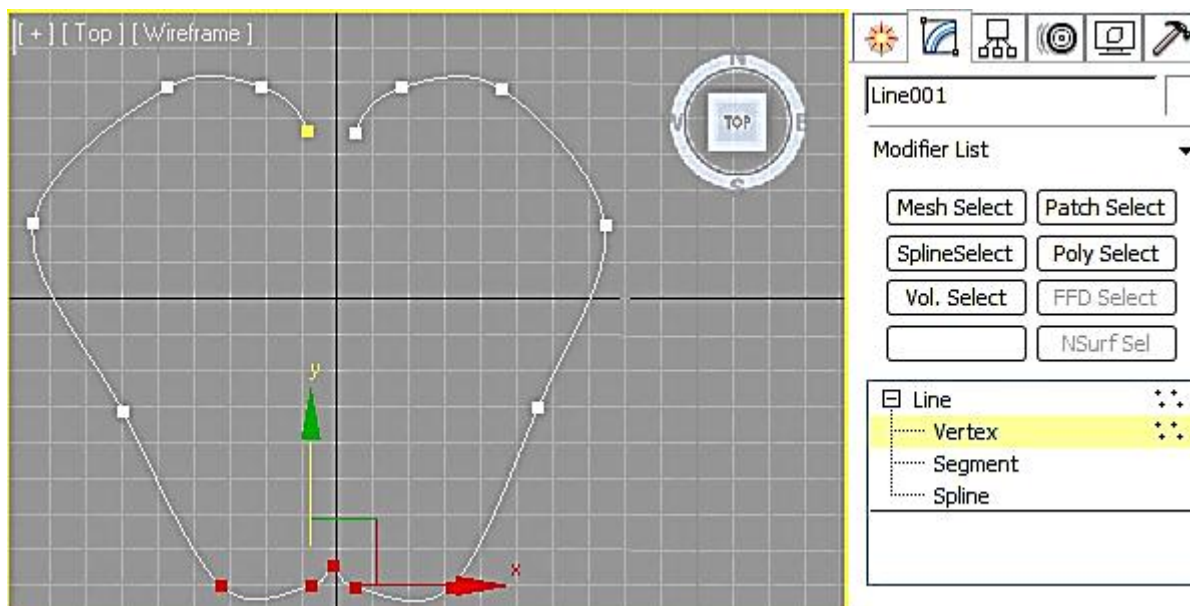 [ + ] [ Top ] [ Wireframe ]
N
TOP
S
y
x
Line001
Modifier List
Mesh Select
Patch Select
SplineSelect
Poly Select
Vol. Select
FFD Select
NSurf Sel
Line
Vertex
Segment
Spline